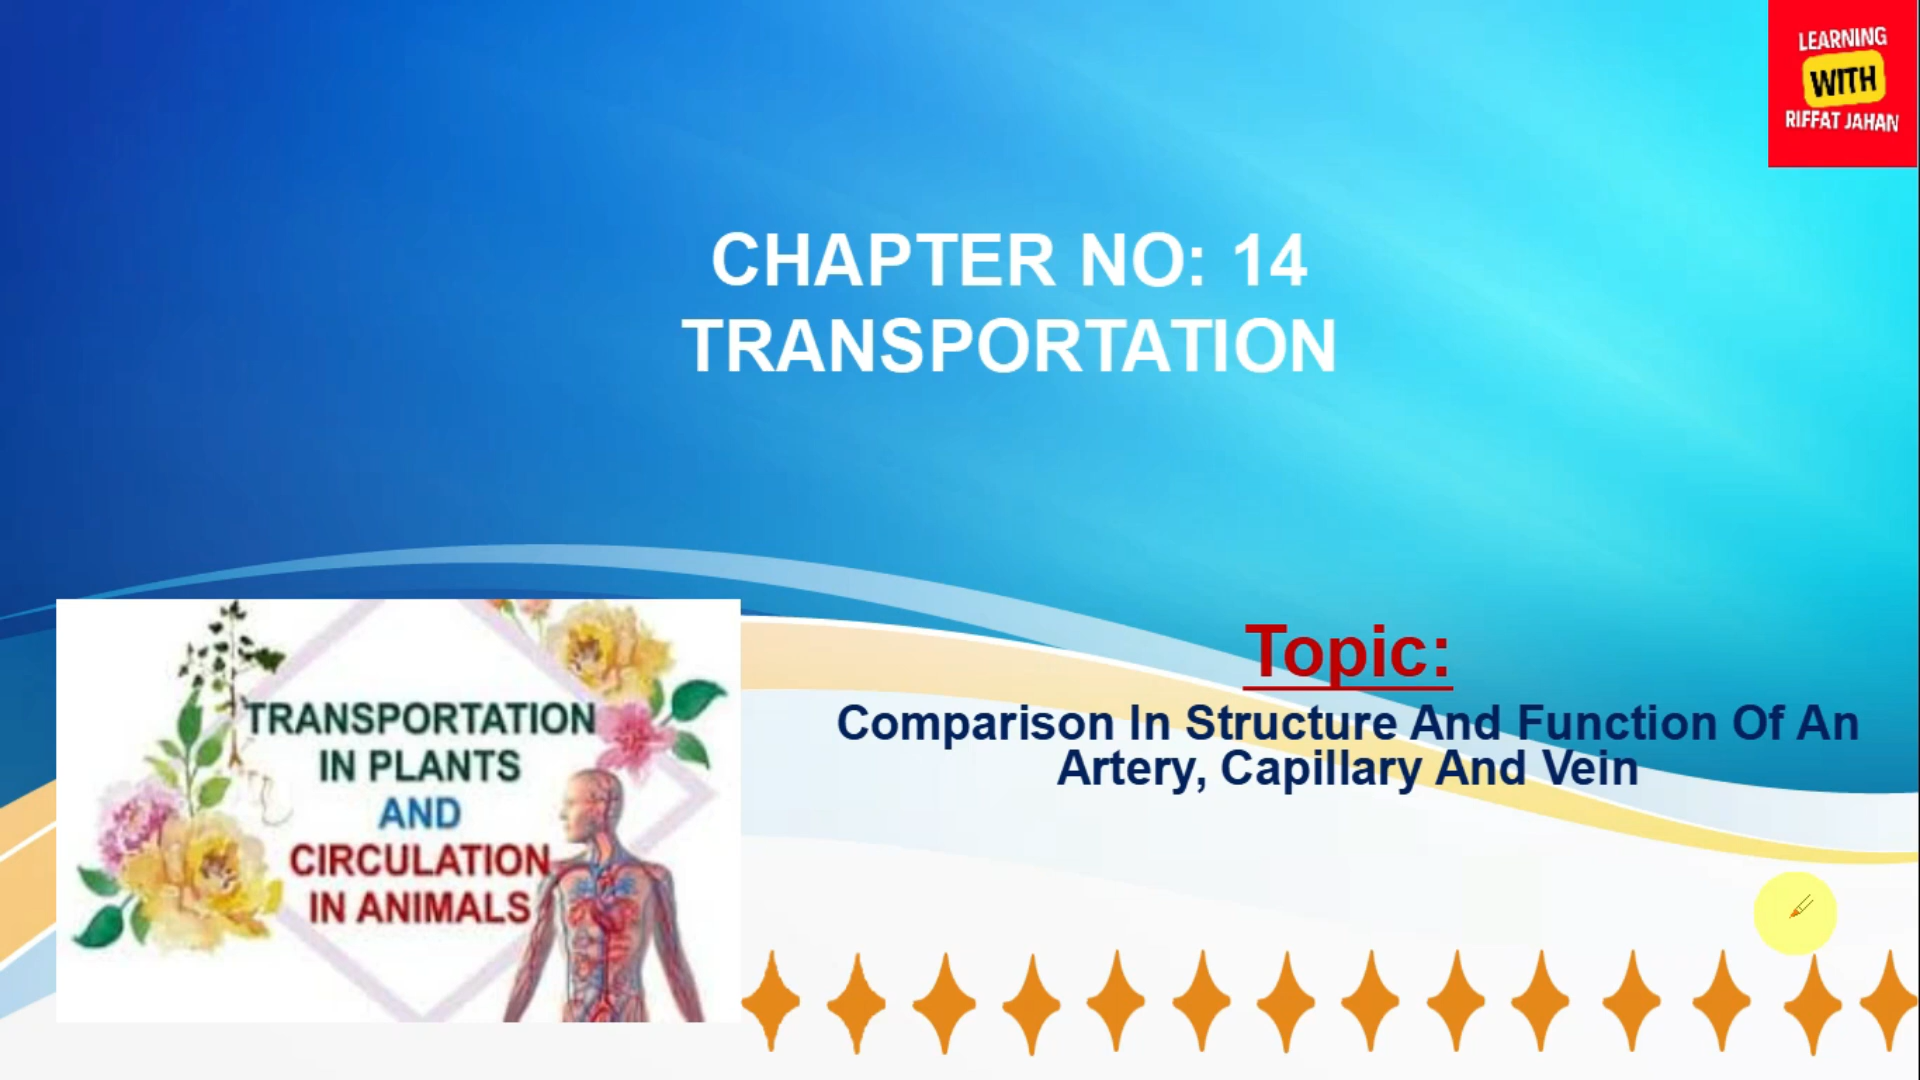 LEARNING
WITH
RIFFAT JAHAN
CHAPTER NO: 14
TRANSPORTATION
TRANSPORTATION
IN PLANTS
AND
CIRCULATION
IN ANIMALS
Topic:
Comparison In Structure And Function Of An
Artery, Capillary And Vein